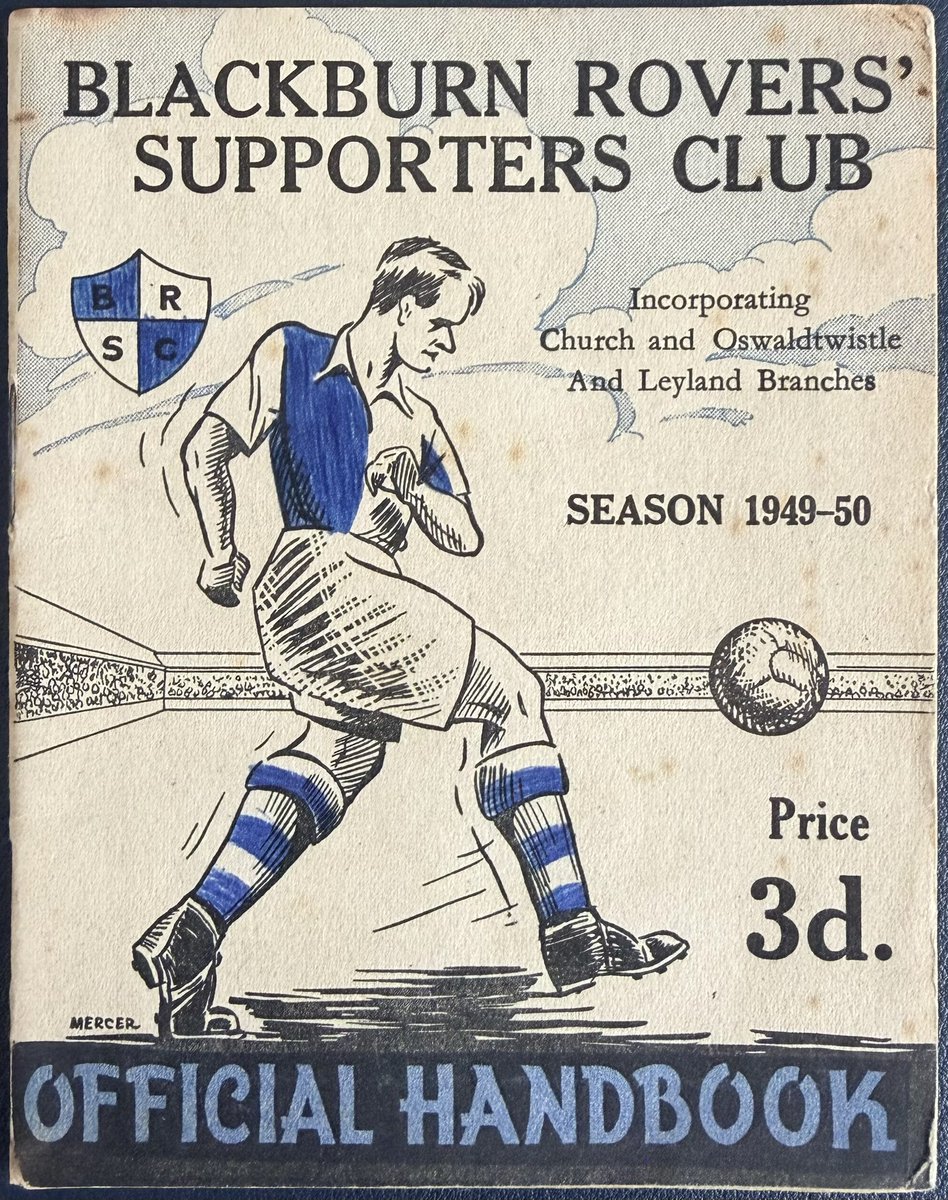 BLACKBURN ROVERS'
SUPPORTERS CLUB
B R
S C
Incorporating
Church and Oswaldtwistle
And Leyland Branches
SEASON 1949–50
Price
3d.
MERCER
OFFICIAL HANDBOOK